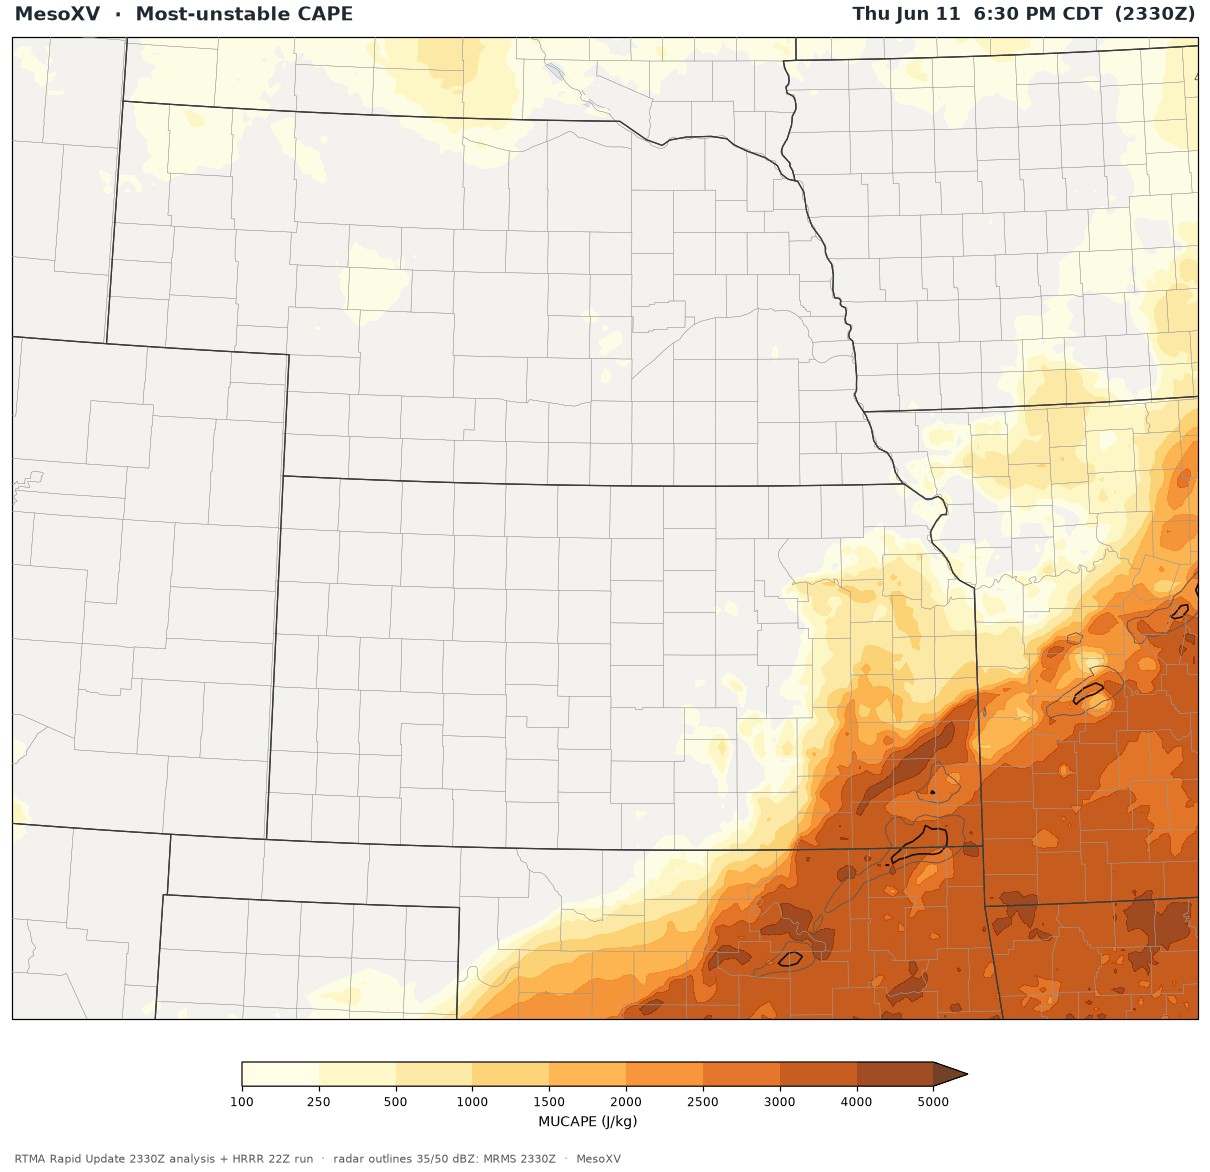 MesoXV · Most-unstable CAPE
Thu Jun 11 6:30 PM CDT (2330Z)
100 250 500 1000 1500 2000 2500 3000 4000 5000
MUCAPE (J/kg)
RTMA Rapid Update 2330Z analysis + HRRR 22Z run · radar outlines 35/50 dBZ: MRMS 2330Z · MesoXV